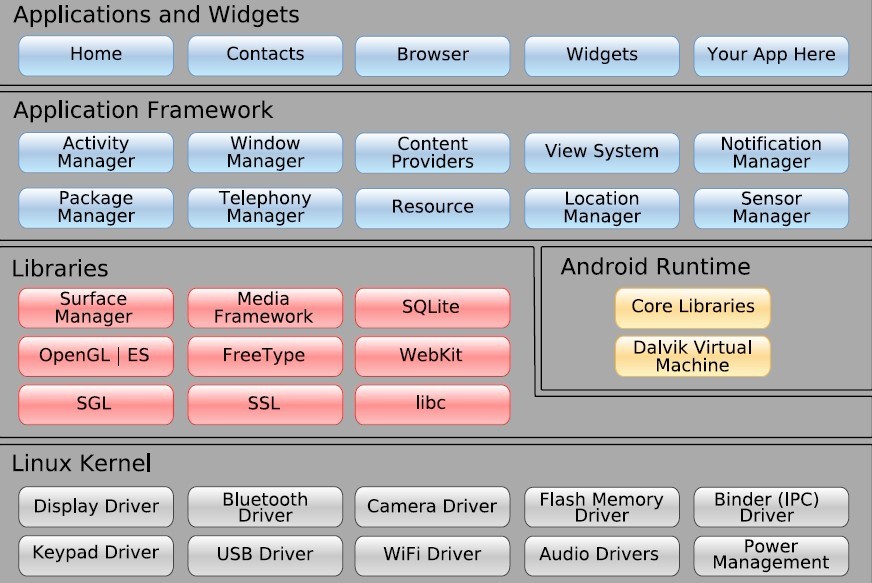 Applications and Widgets
Home
Contacts
Browser
Widgets
Your App Here
Application Framework
Activity
Manager
Window
Manager
Content
Providers
View System
Notification
Manager
Package
Manager
Telephony
Manager
Resource
Location
Manager
Sensor
Manager
Libraries
Surface
Manager
Media
Framework
SQLite
OpenGL | ES
FreeType
WebKit
SGL
SSL
libc
Android Runtime
Core Libraries
Dalvik Virtual
Machine
Linux Kernel
Display Driver
Bluetooth
Driver
Camera Driver
Flash Memory
Driver
Binder (IPC)
Driver
Keypad Driver
USB Driver
WiFi Driver
Audio Drivers
Power
Management